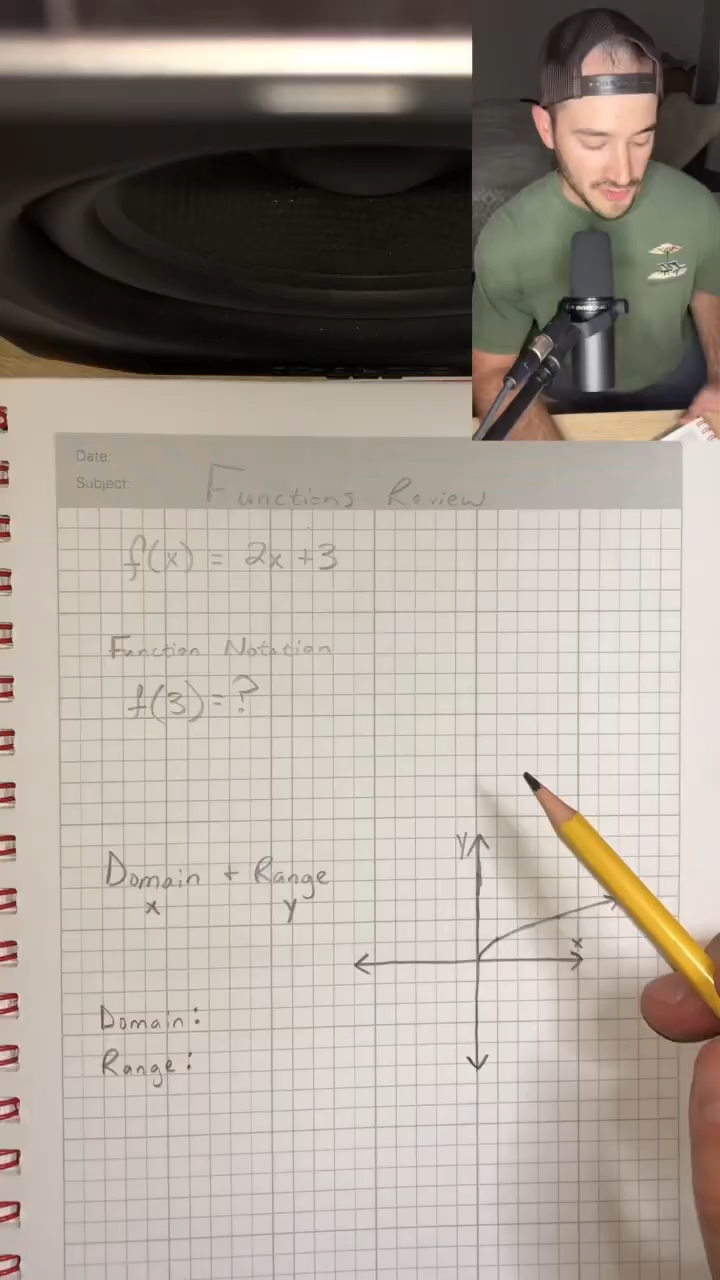 Date:
Subject: Functions Review
f(x) = 2x + 3
Function Notation
f(3) = ?
Domain + Range
x y
y
x
Domain:
Range: